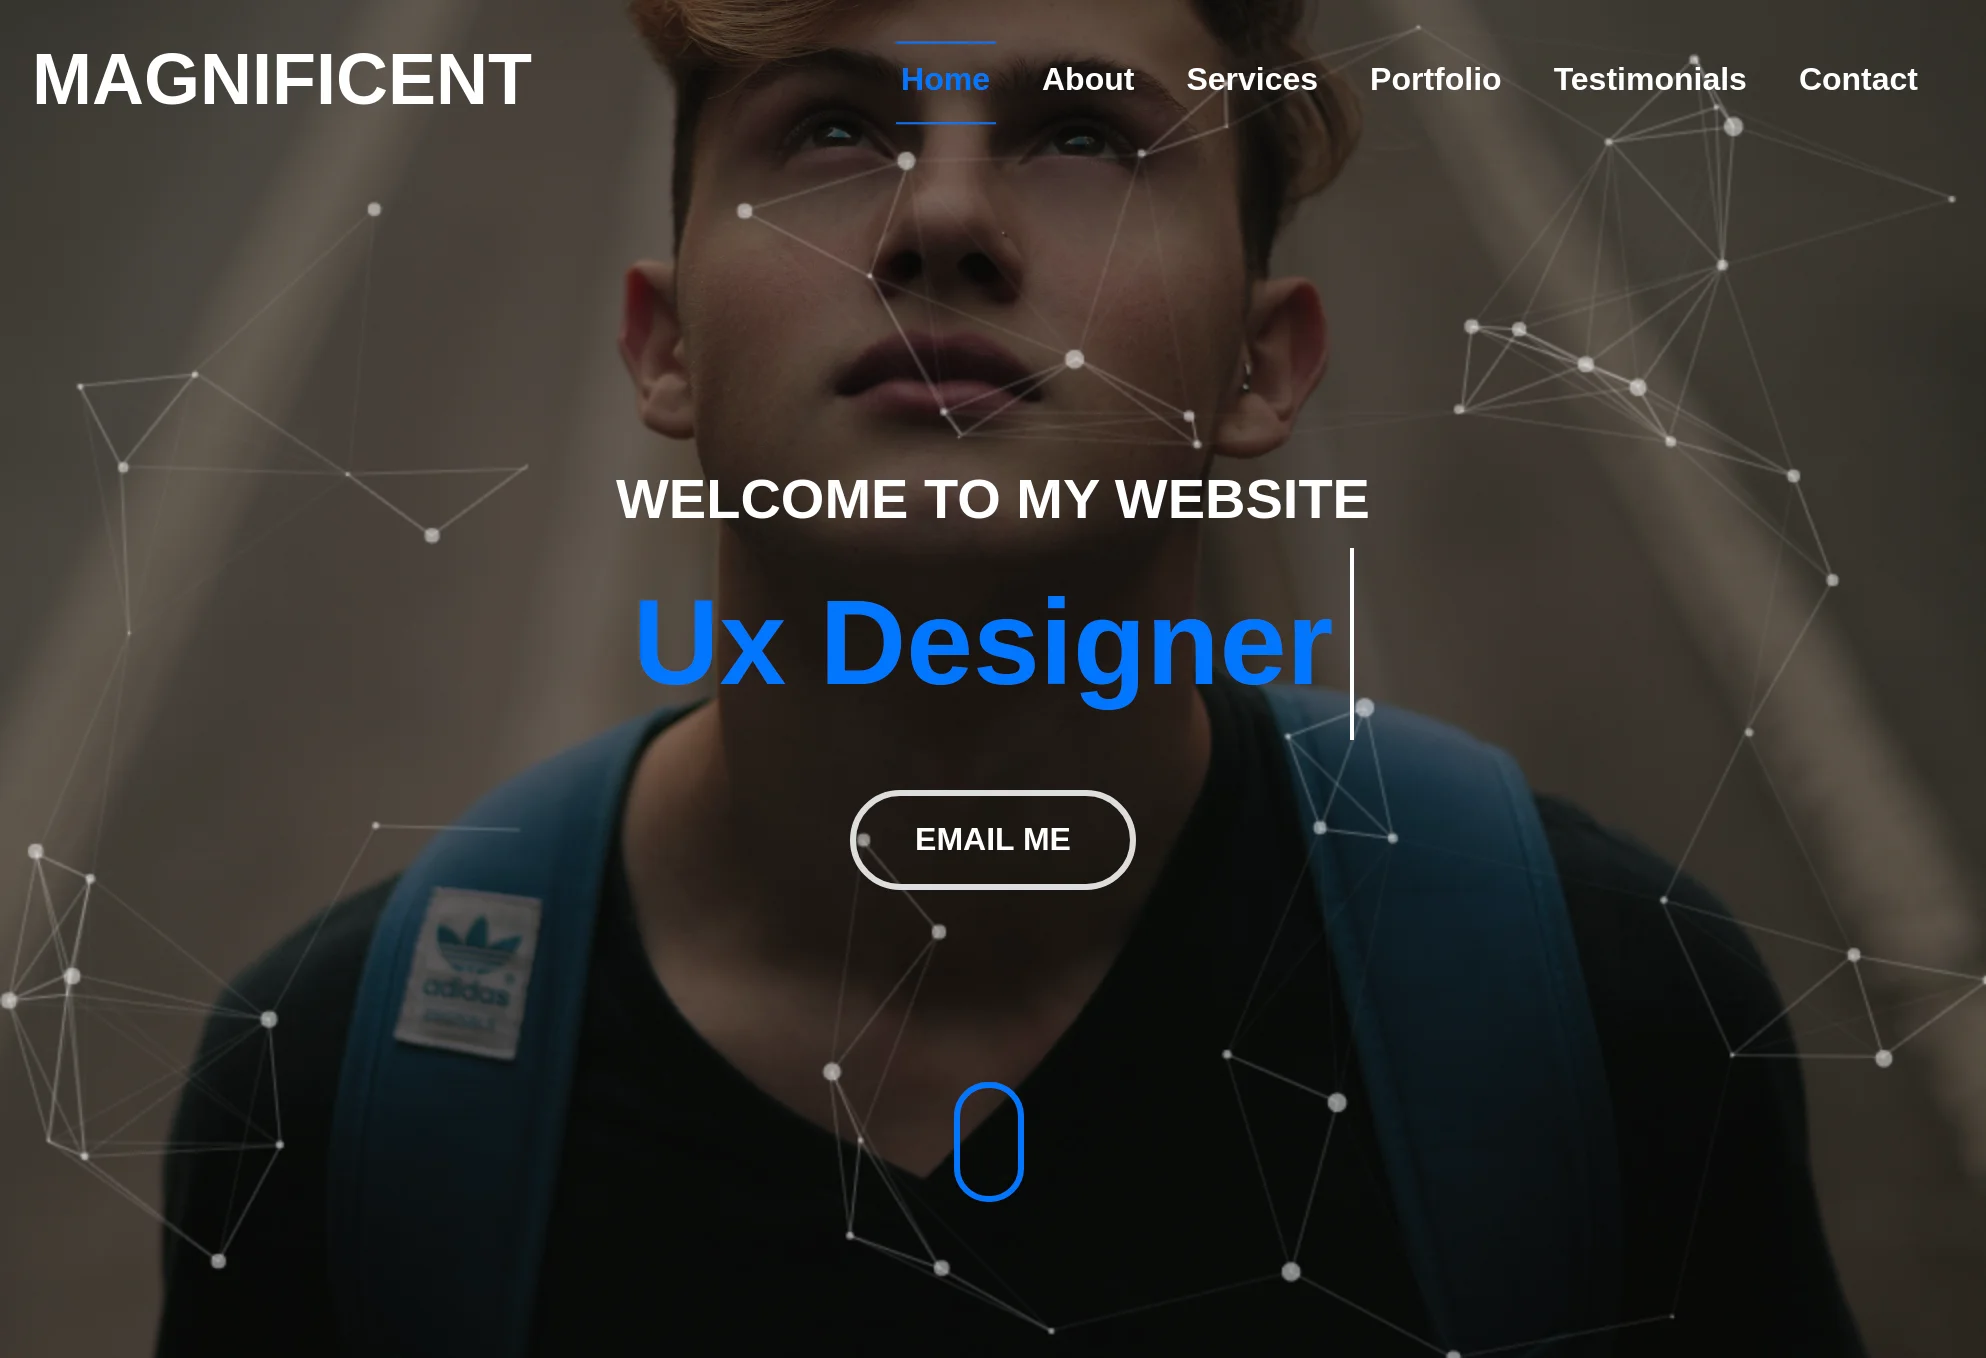 MAGNIFICENT
Home About Services Portfolio Testimonials Contact
WELCOME TO MY WEBSITE
Ux Designer
EMAIL ME
adidas